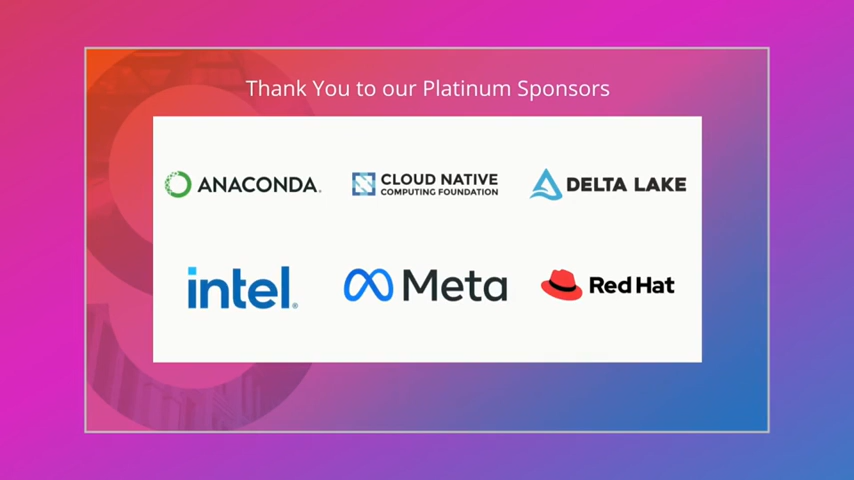 Thank You to our Platinum Sponsors
ANACONDA.
CLOUD NATIVE
COMPUTING FOUNDATION
DELTA LAKE
intel®
Meta
Red Hat